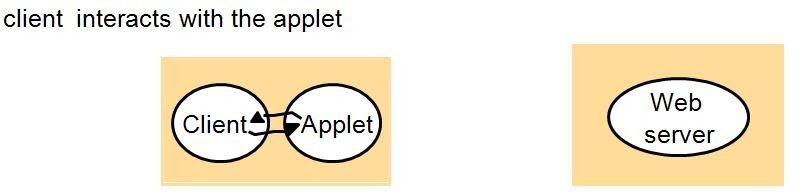 client interacts with the applet
Client
Applet
Web
server